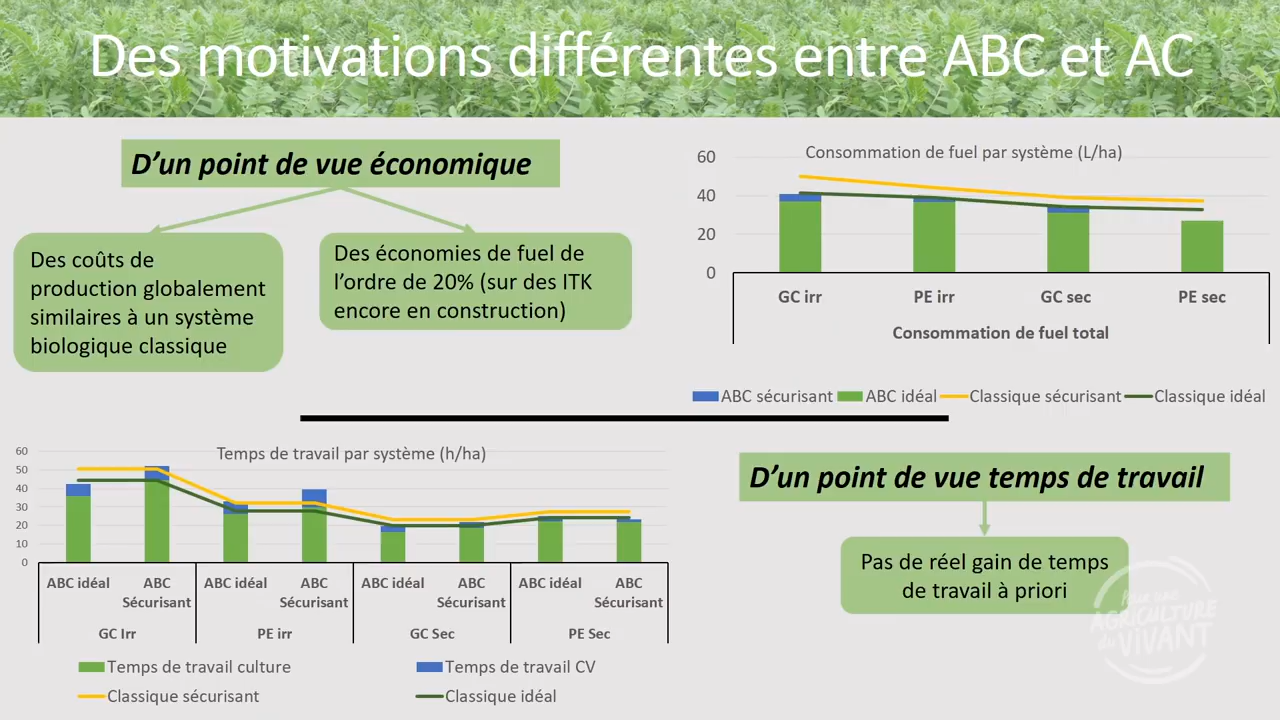 Des motivations différentes entre ABC et AC
D'un point de vue économique
Des coûts de
production globalement
similaires à un système
biologique classique
Des économies de fuel de
l'ordre de 20% (sur des ITK
encore en construction)
Consommation de fuel par système (L/ha)
60
40
20
0
GC irr
PE irr
GC sec
PE sec
Consommation de fuel total
ABC sécurisant
ABC idéal
Classique sécurisant
Classique idéal
Temps de travail par système (h/ha)
60
50
40
30
20
10
0
ABC idéal
ABC
Sécurisant
ABC idéal
ABC
Sécurisant
ABC idéal
ABC
Sécurisant
ABC idéal
ABC
Sécurisant
GC Irr
PE irr
GC Sec
PE Sec
Temps de travail culture
Temps de travail CV
Classique sécurisant
Classique idéal
D'un point de vue temps de travail
Pas de réel gain de temps
de travail à priori
Pour une
AGRICULTURE
du VIVANT